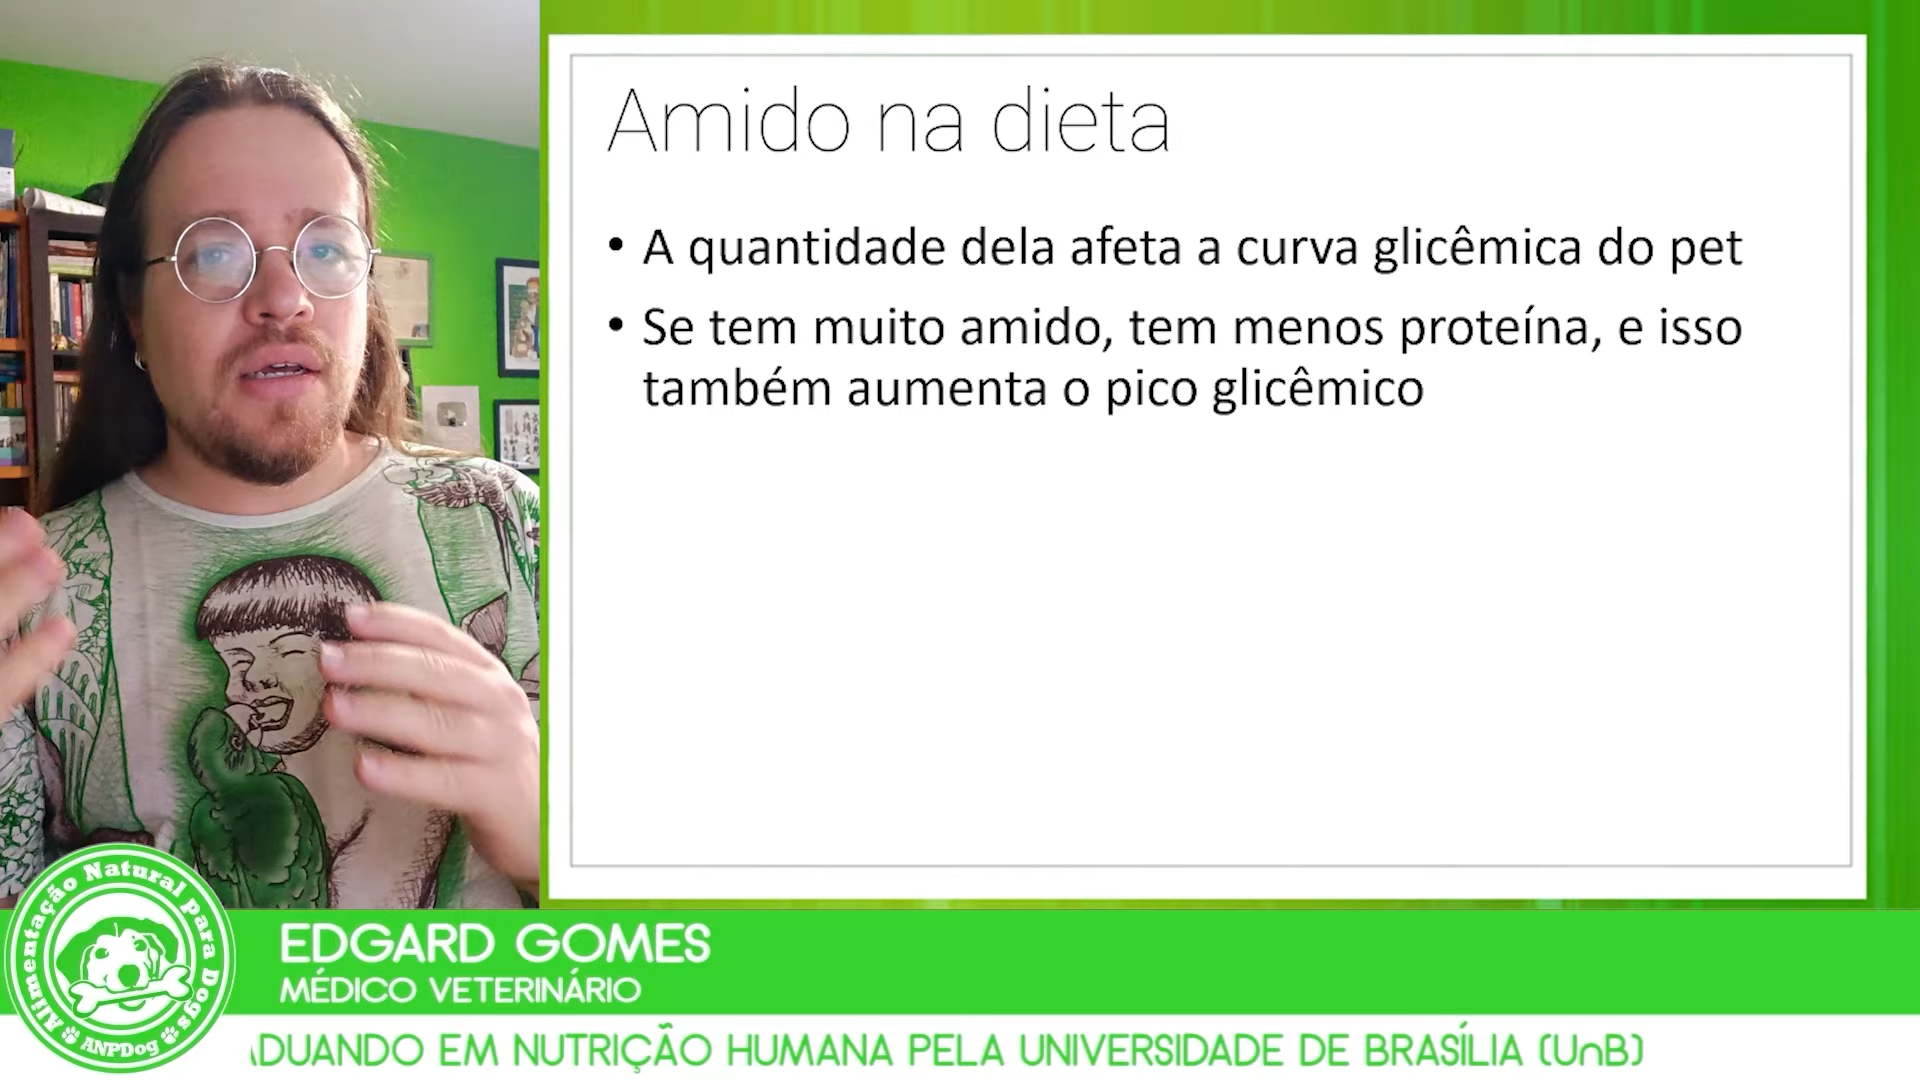 Amido na dieta
• A quantidade dela afeta a curva glicêmica do pet
• Se tem muito amido, tem menos proteína, e isso
também aumenta o pico glicêmico
Alimentação Natural para Dogs
ANPDog
EDGARD GOMES
MÉDICO VETERINÁRIO
ADUANDO EM NUTRIÇÃO HUMANA PELA UNIVERSIDADE DE BRASÍLIA (UnB)